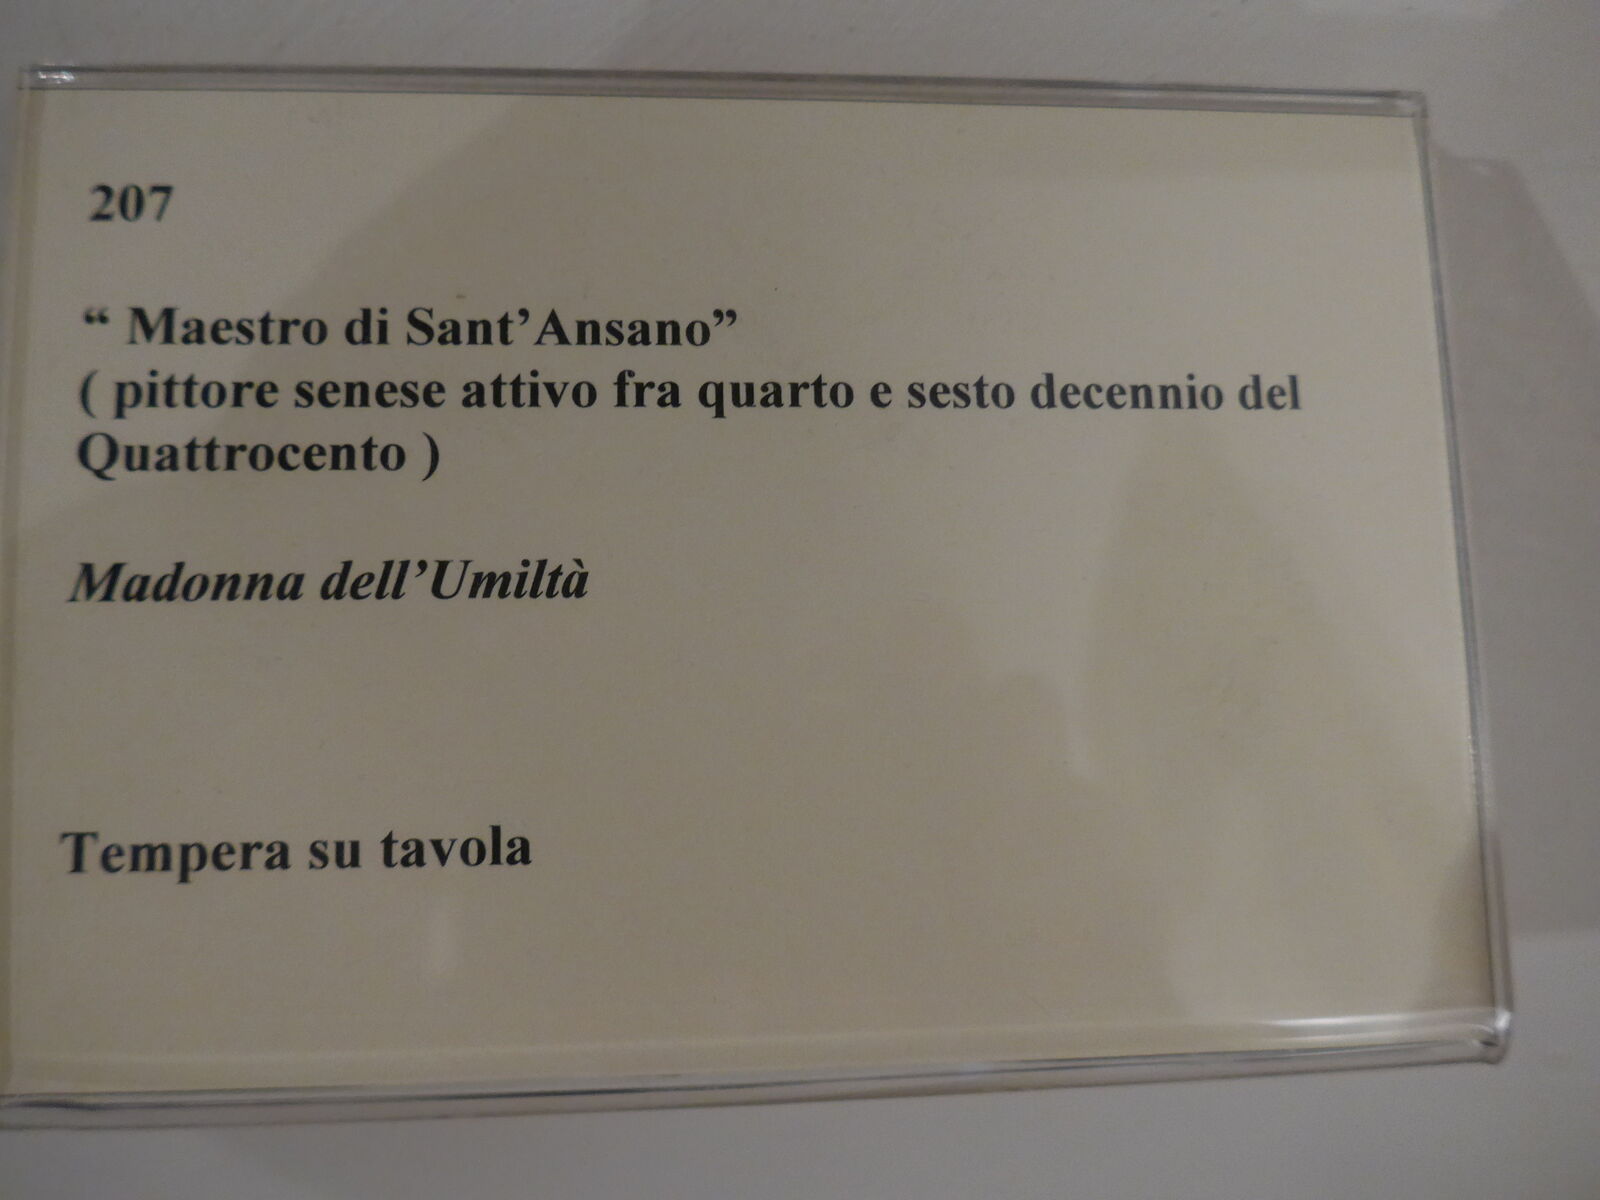 207
“ Maestro di Sant’Ansano”
( pittore senese attivo fra quarto e sesto decennio del
Quattrocento )
Madonna dell’Umiltà
Tempera su tavola